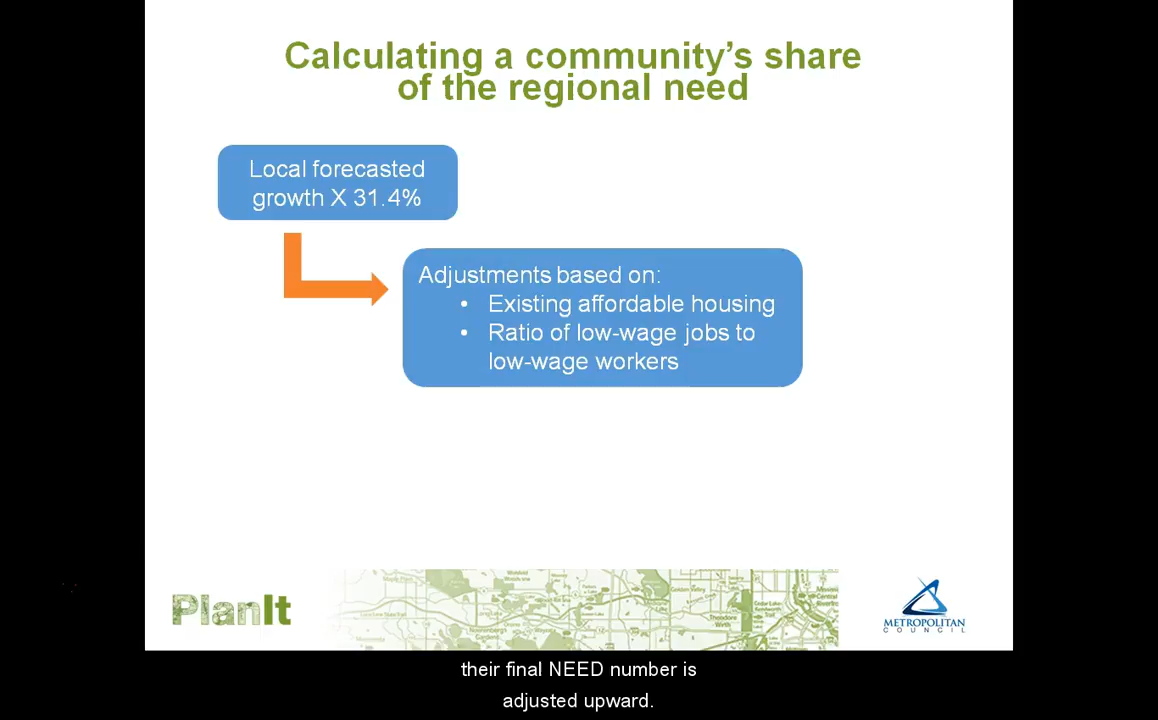 Calculating a community's share
of the regional need
Local forecasted
growth X 31.4%
Adjustments based on:
• Existing affordable housing
• Ratio of low-wage jobs to
low-wage workers
PlanIt
METROPOLITAN
COUNCIL
their final NEED number is
adjusted upward.